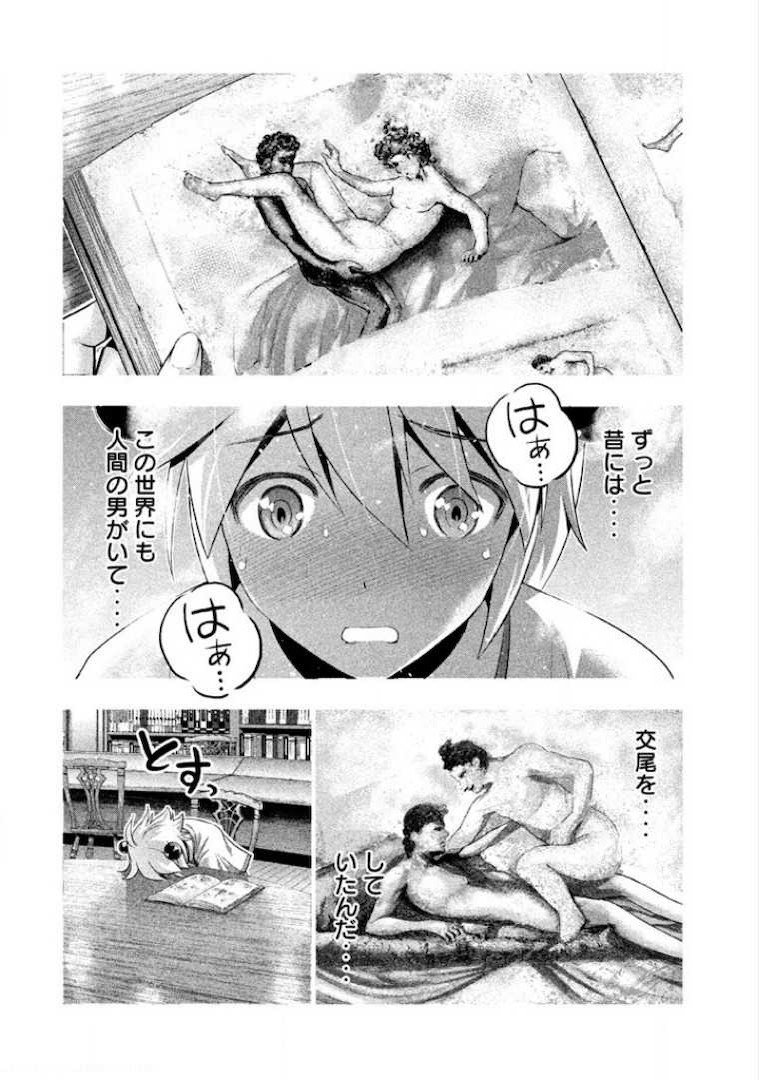 ずっと
昔には‥‥
はぁ…
この世界にも
人間の男がいて‥‥
はぁ…
交尾を‥‥
して
いたんだ‥‥
とすっ